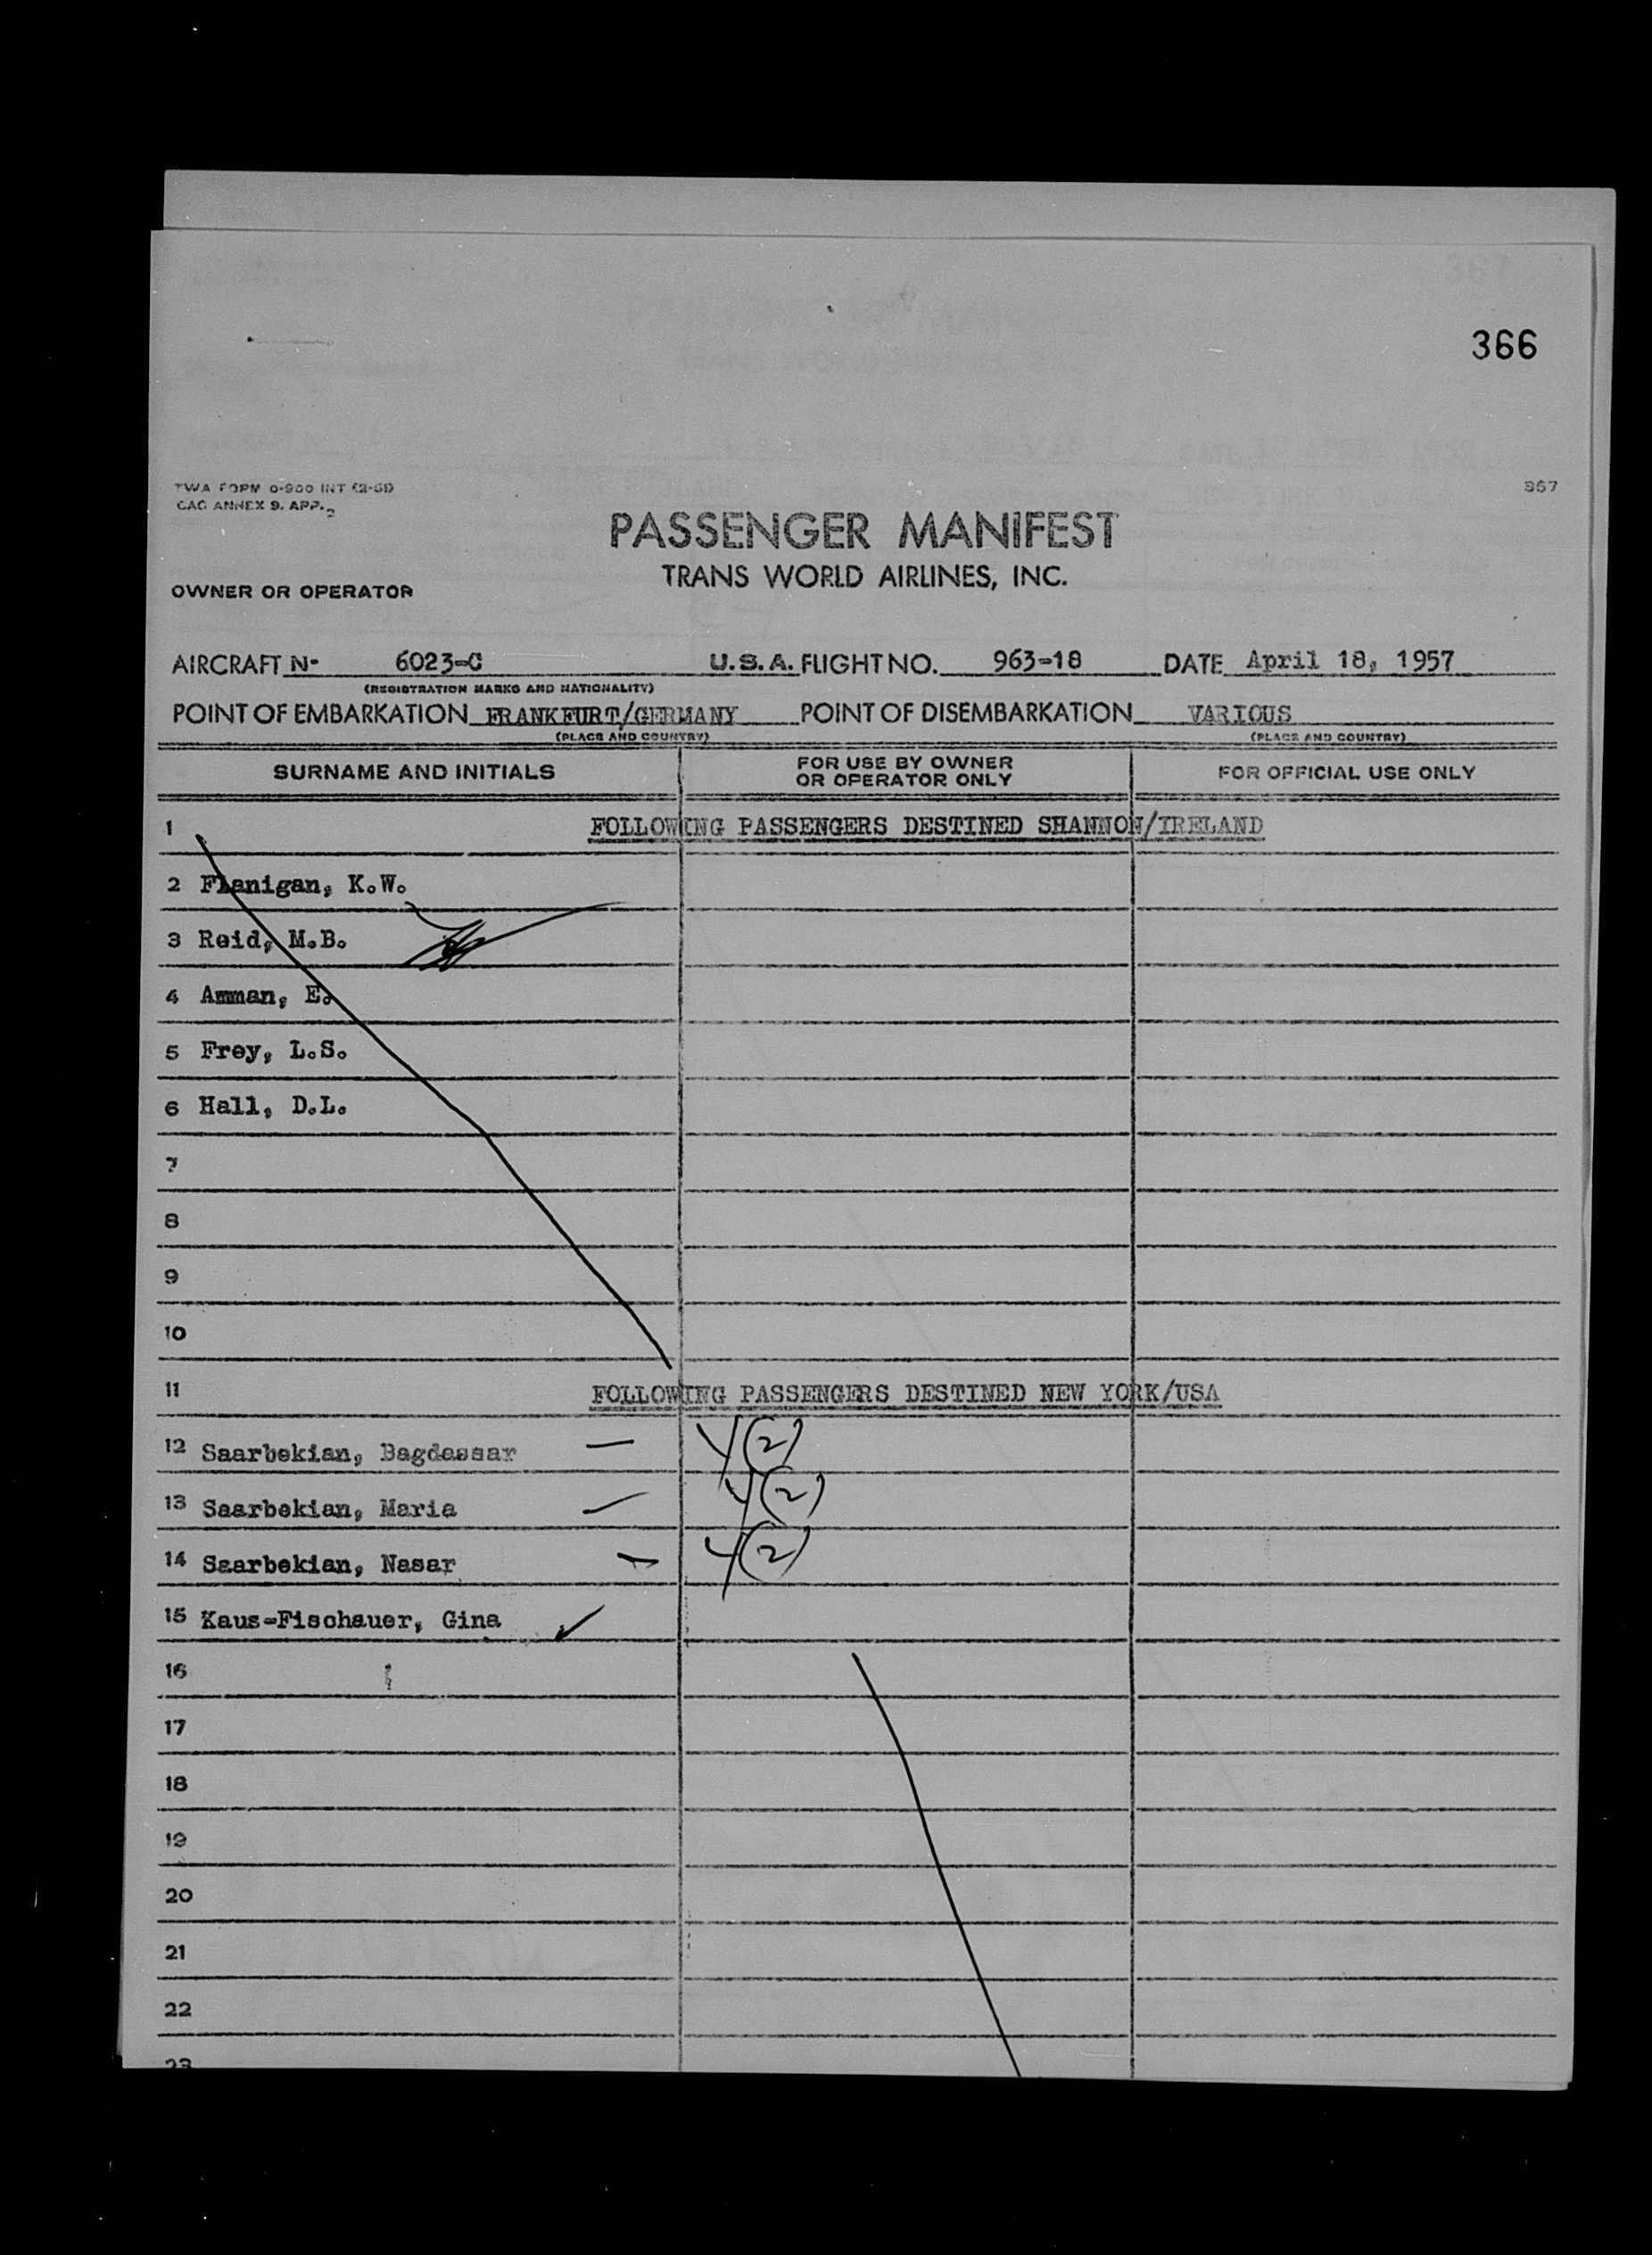 366
TWA FORM 0-900 INT (2-51)
CAO ANNEX 9. APP. 2
357
PASSENGER MANIFEST
TRANS WORLD AIRLINES, INC.
OWNER OR OPERATOR
AIRCRAFT N- 6023-C U.S.A. FLIGHT NO. 963-18 DATE April 18, 1957
(REGISTRATION MARKS AND NATIONALITY)
POINT OF EMBARKATION FRANKFURT/GERMANY POINT OF DISEMBARKATION VARIOUS
(PLACE AND COUNTRY) (PLACE AND COUNTRY)
SURNAME AND INITIALS FOR USE BY OWNER OR OPERATOR ONLY FOR OFFICIAL USE ONLY
1 FOLLOWING PASSENGERS DESTINED SHANNON/IRELAND
2 Flanigan, K.W.
3 Reid, M.B.
4 Amman, E.
5 Frey, L.S.
6 Hall, D.L.
7
8
9
10
11 FOLLOWING PASSENGERS DESTINED NEW YORK/USA
12 Saarbekian, Bagdassar — 4(2)
13 Saarbekian, Maria — 4(2)
14 Saarbekian, Nasar — 4(2)
15 Kaus-Fischauer, Gina ✓
16
17
18
19
20
21
22
23